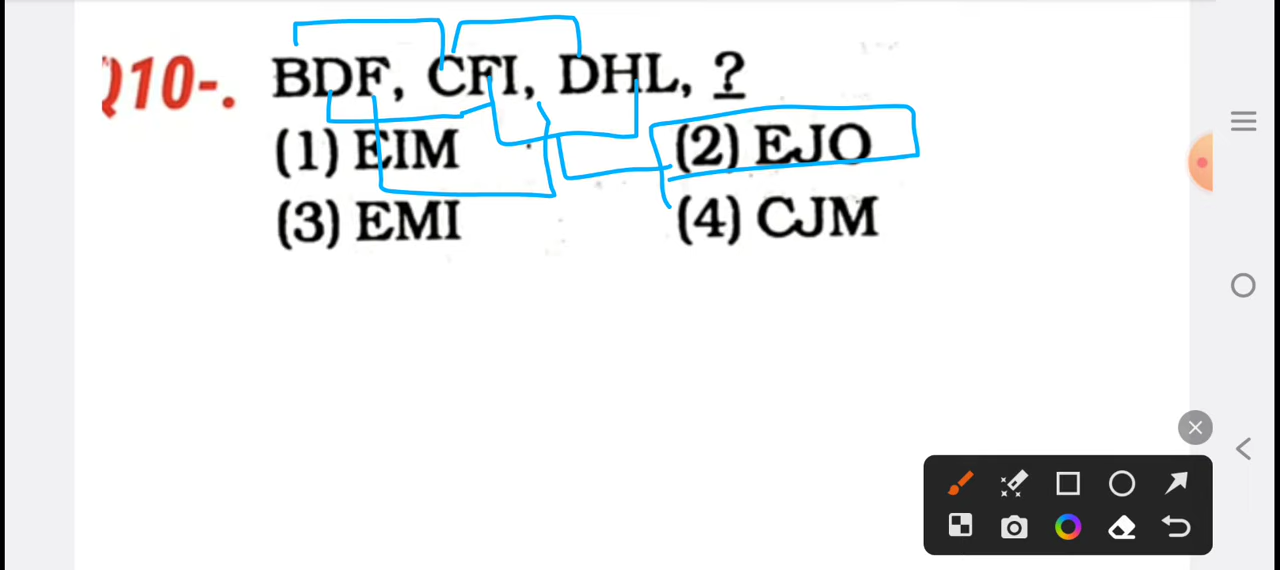 Q10-. BDF, CFI, DHL, ?
(1) EIM (2) EJO
(3) EMI (4) CJM